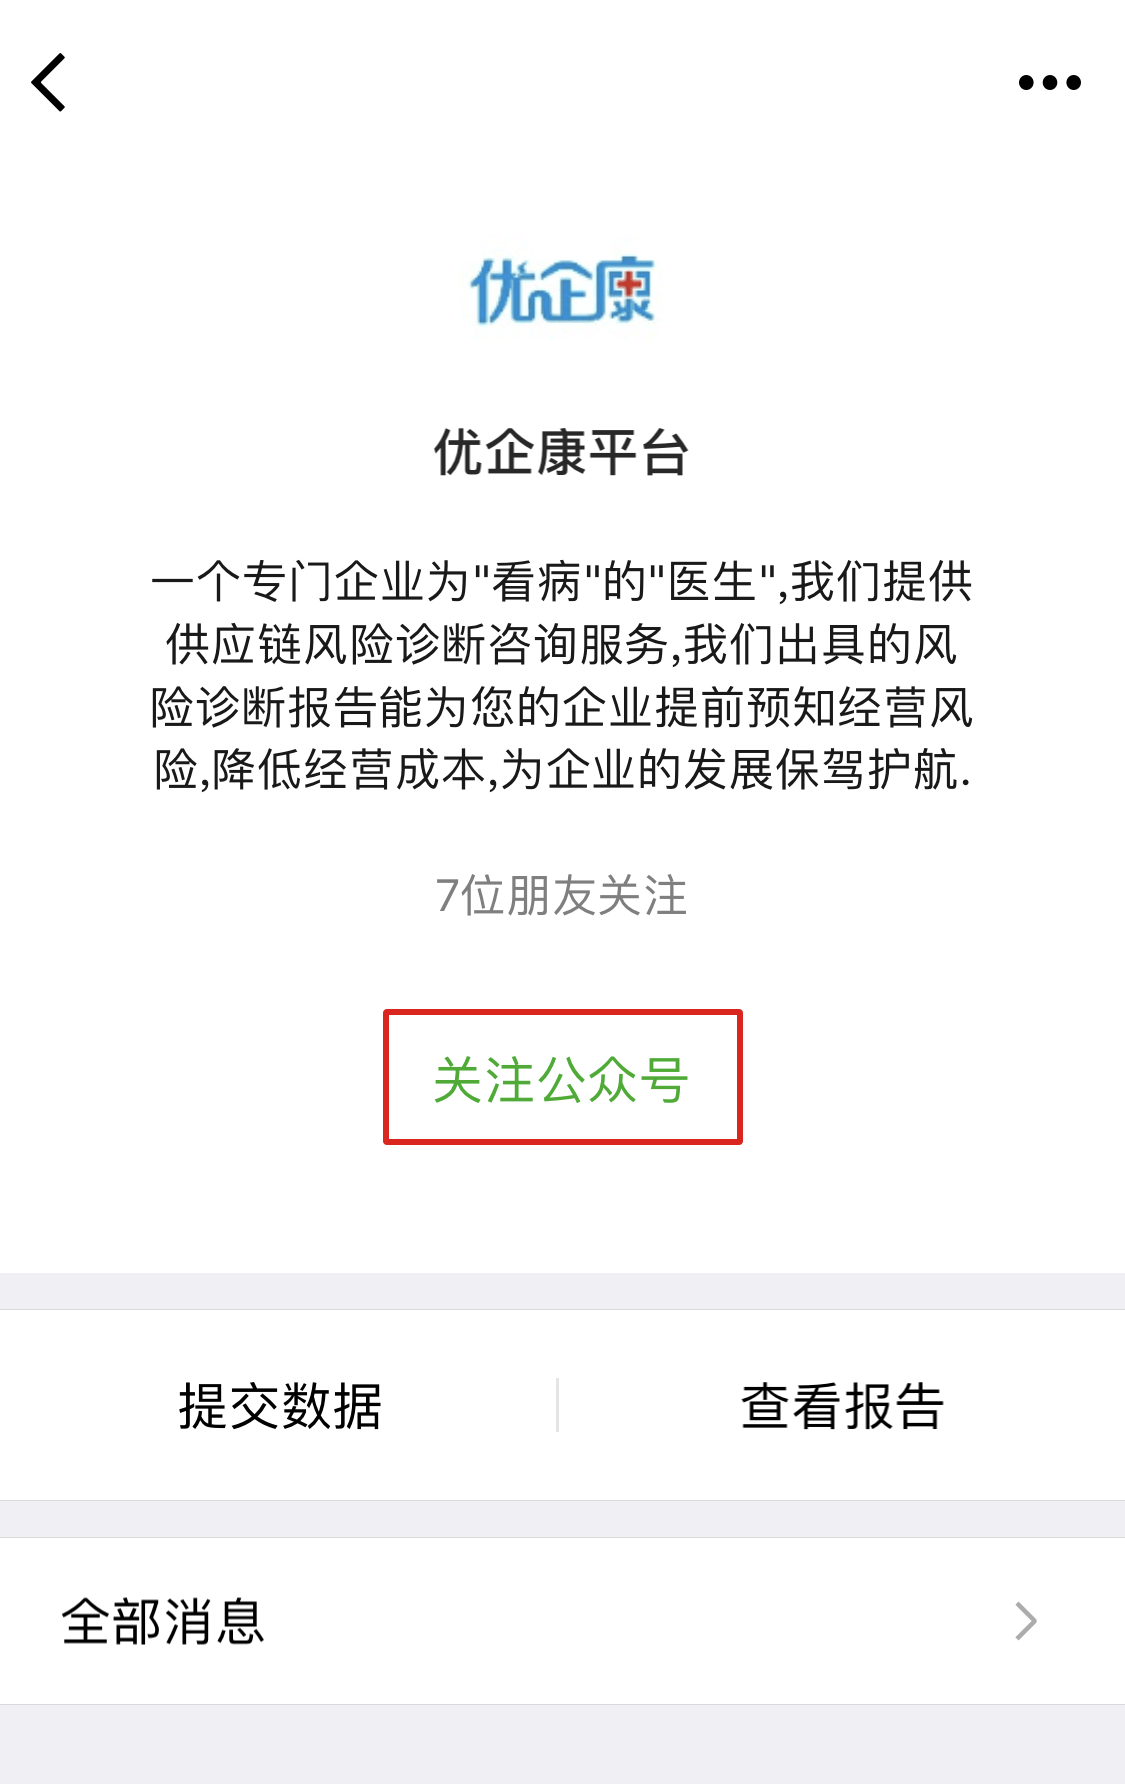 优企康
优企康平台
一个专门企业为"看病"的"医生",我们提供
供应链风险诊断咨询服务,我们出具的风
险诊断报告能为您的企业提前预知经营风
险,降低经营成本,为企业的发展保驾护航.
7位朋友关注
关注公众号
提交数据
查看报告
全部消息